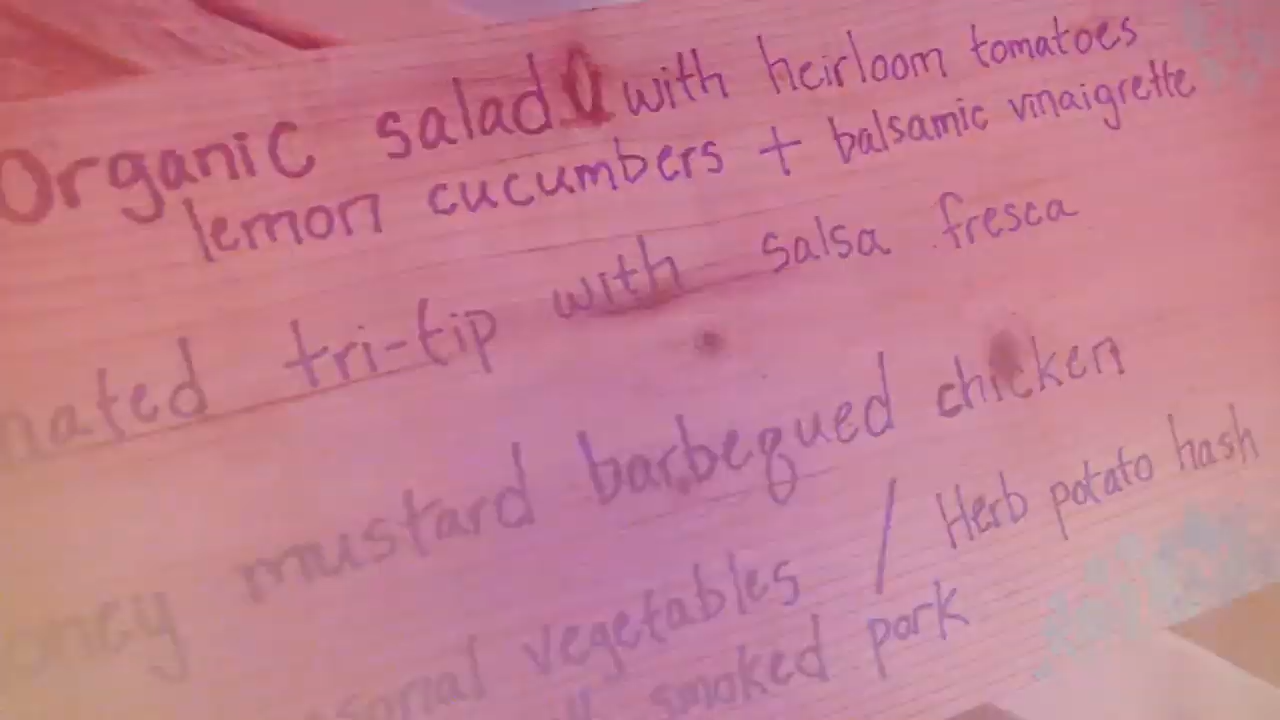 Organic salad with heirloom tomatoes
lemon cucumbers + balsamic vinaigrette
tri-tip with salsa fresca
mustard barbequed chicken
vegetables / Herb potato hash
smoked pork